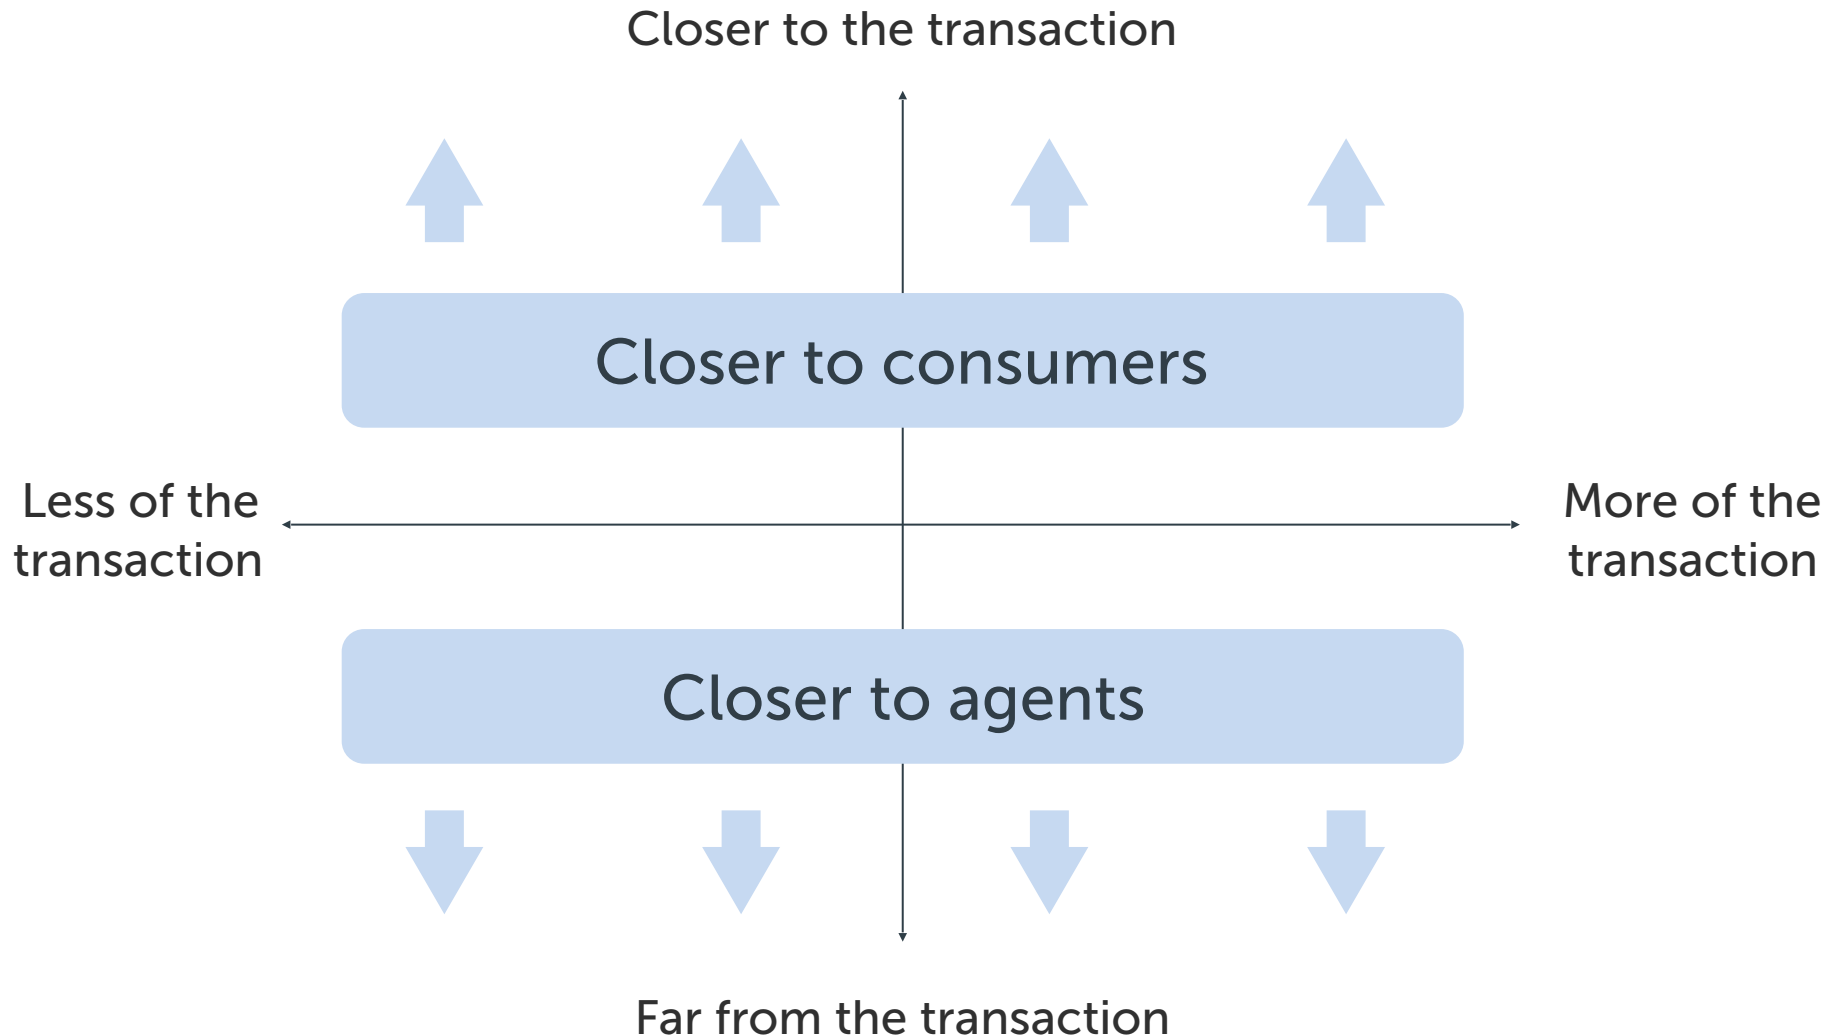 Closer to the transaction
Closer to consumers
Less of the
transaction
More of the
transaction
Closer to agents
Far from the transaction